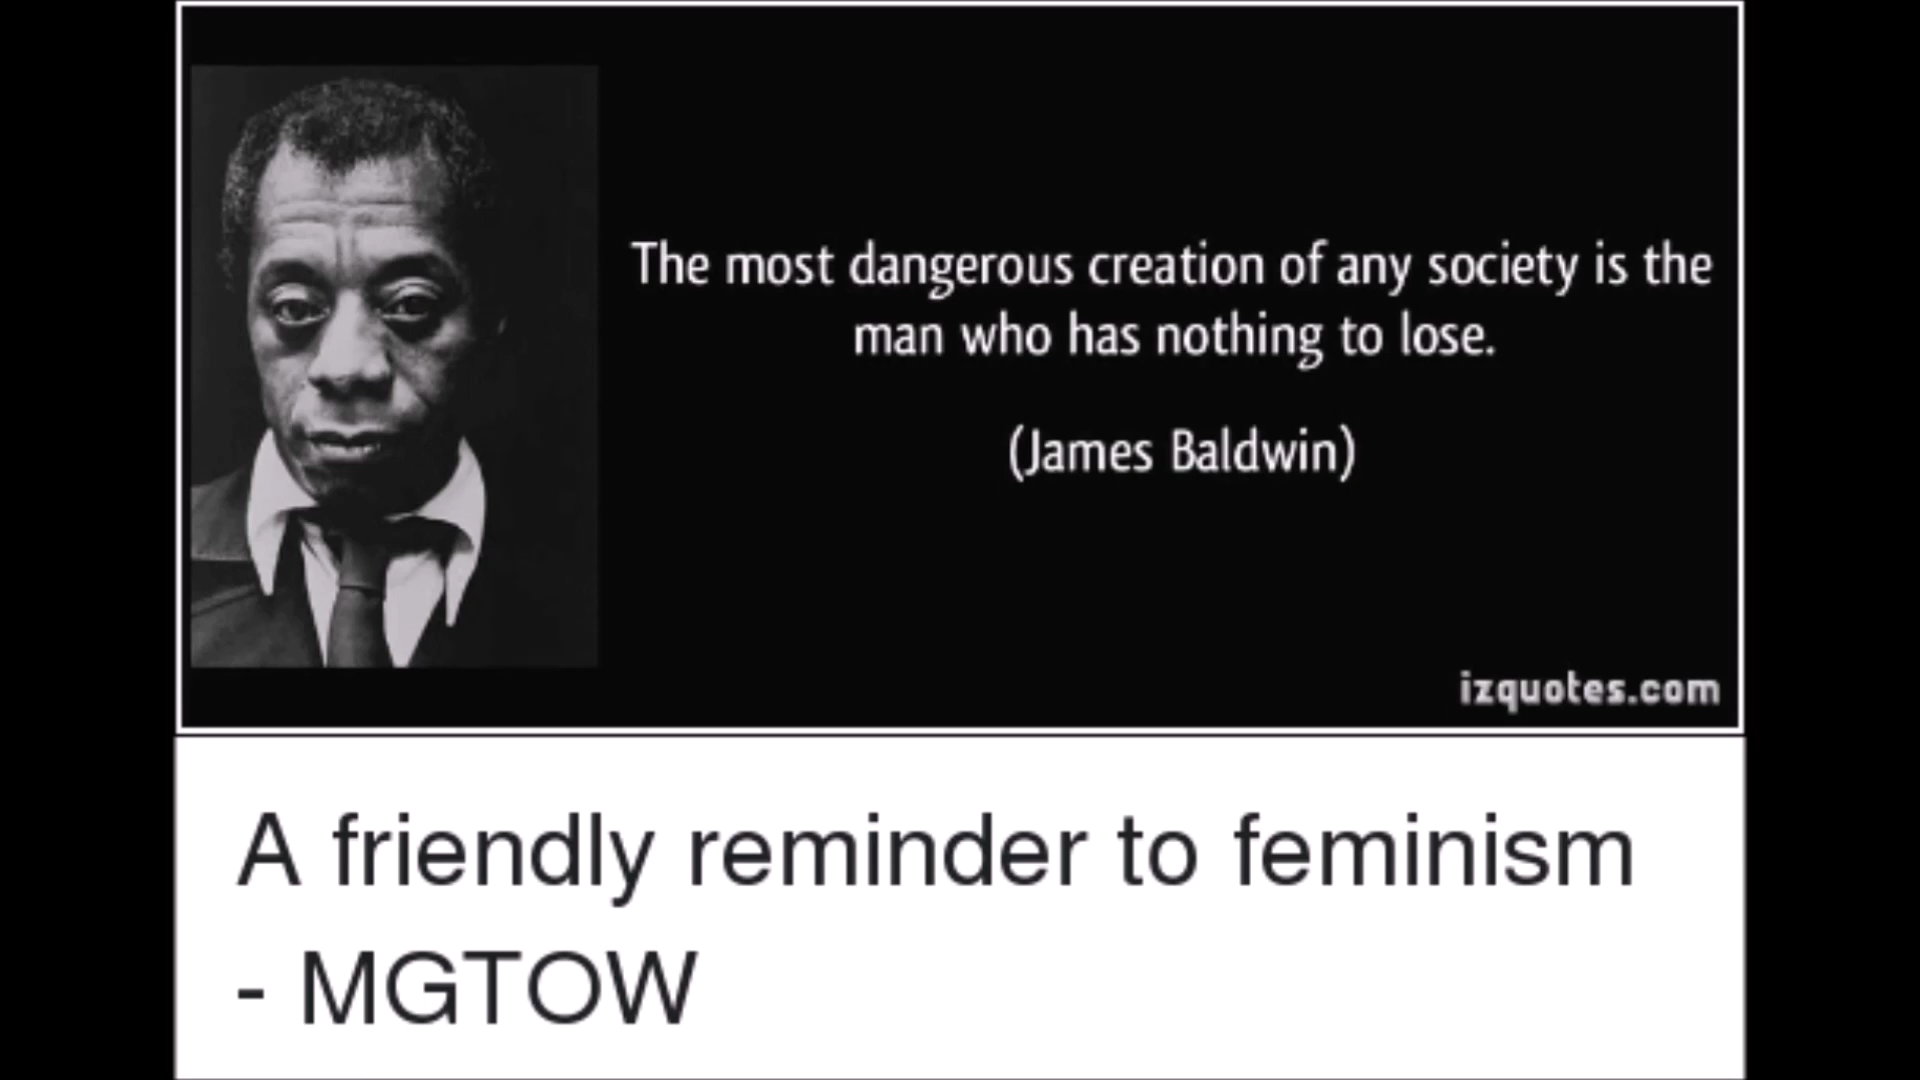 The most dangerous creation of any society is the
man who has nothing to lose.
(James Baldwin)
izquotes.com
A friendly reminder to feminism
- MGTOW